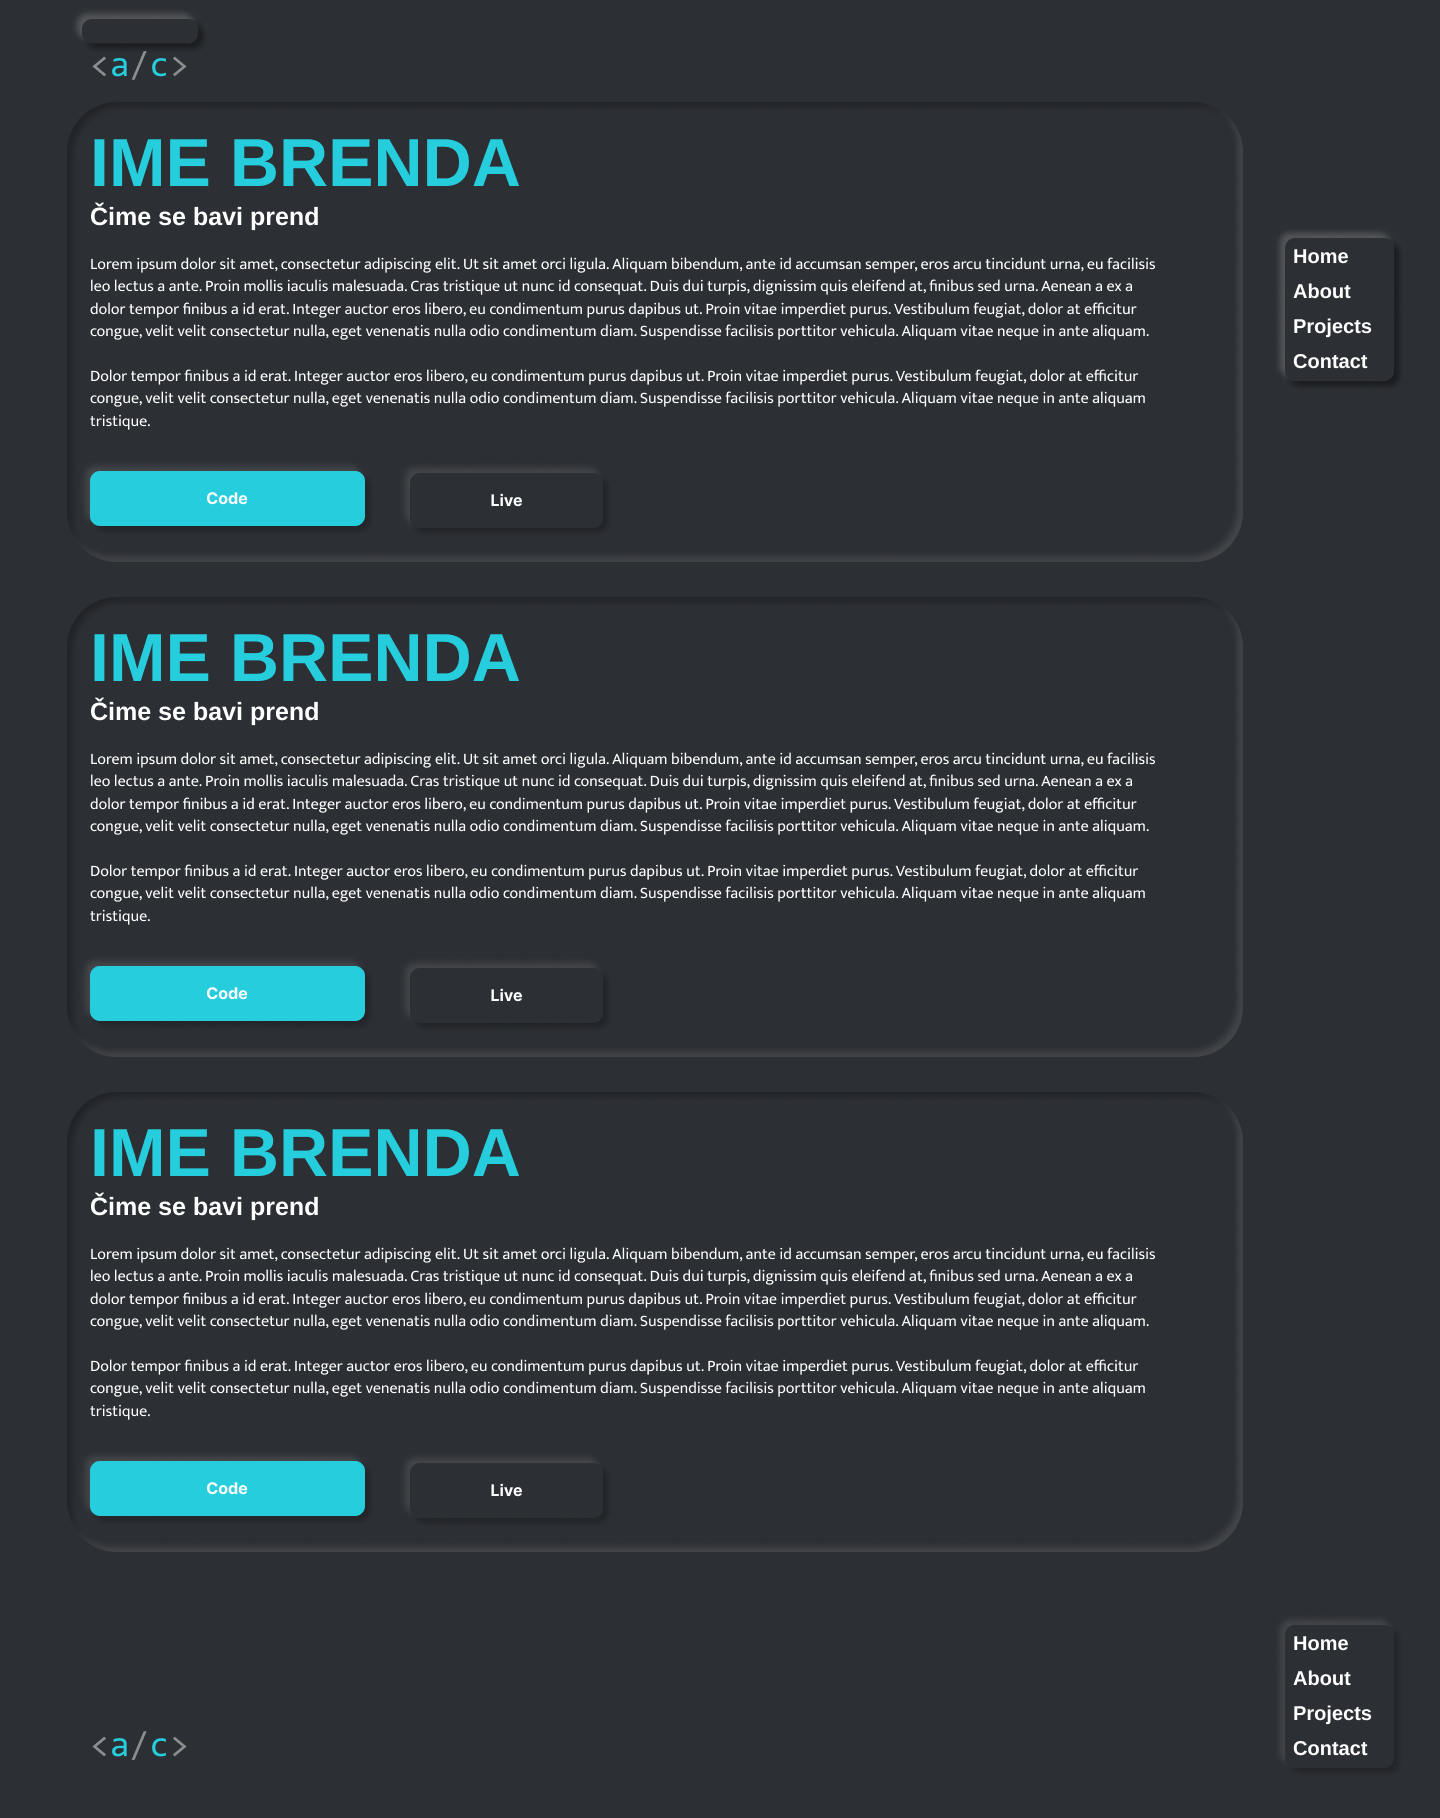 <a/c>
IME BRENDA
Čime se bavi prend
Lorem ipsum dolor sit amet, consectetur adipiscing elit. Ut sit amet orci ligula. Aliquam bibendum, ante id accumsan semper, eros arcu tincidunt urna, eu facilisis
leo lectus a ante. Proin mollis iaculis malesuada. Cras tristique ut nunc id consequat. Duis dui turpis, dignissim quis eleifend at, finibus sed urna. Aenean a ex a
dolor tempor finibus a id erat. Integer auctor eros libero, eu condimentum purus dapibus ut. Proin vitae imperdiet purus. Vestibulum feugiat, dolor at efficitur
congue, velit velit consectetur nulla, eget venenatis nulla odio condimentum diam. Suspendisse facilisis porttitor vehicula. Aliquam vitae neque in ante aliquam.
Dolor tempor finibus a id erat. Integer auctor eros libero, eu condimentum purus dapibus ut. Proin vitae imperdiet purus. Vestibulum feugiat, dolor at efficitur
congue, velit velit consectetur nulla, eget venenatis nulla odio condimentum diam. Suspendisse facilisis porttitor vehicula. Aliquam vitae neque in ante aliquam
tristique.
Code
Live
Home
About
Projects
Contact
IME BRENDA
Čime se bavi prend
Lorem ipsum dolor sit amet, consectetur adipiscing elit. Ut sit amet orci ligula. Aliquam bibendum, ante id accumsan semper, eros arcu tincidunt urna, eu facilisis
leo lectus a ante. Proin mollis iaculis malesuada. Cras tristique ut nunc id consequat. Duis dui turpis, dignissim quis eleifend at, finibus sed urna. Aenean a ex a
dolor tempor finibus a id erat. Integer auctor eros libero, eu condimentum purus dapibus ut. Proin vitae imperdiet purus. Vestibulum feugiat, dolor at efficitur
congue, velit velit consectetur nulla, eget venenatis nulla odio condimentum diam. Suspendisse facilisis porttitor vehicula. Aliquam vitae neque in ante aliquam.
Dolor tempor finibus a id erat. Integer auctor eros libero, eu condimentum purus dapibus ut. Proin vitae imperdiet purus. Vestibulum feugiat, dolor at efficitur
congue, velit velit consectetur nulla, eget venenatis nulla odio condimentum diam. Suspendisse facilisis porttitor vehicula. Aliquam vitae neque in ante aliquam
tristique.
Code
Live
IME BRENDA
Čime se bavi prend
Lorem ipsum dolor sit amet, consectetur adipiscing elit. Ut sit amet orci ligula. Aliquam bibendum, ante id accumsan semper, eros arcu tincidunt urna, eu facilisis
leo lectus a ante. Proin mollis iaculis malesuada. Cras tristique ut nunc id consequat. Duis dui turpis, dignissim quis eleifend at, finibus sed urna. Aenean a ex a
dolor tempor finibus a id erat. Integer auctor eros libero, eu condimentum purus dapibus ut. Proin vitae imperdiet purus. Vestibulum feugiat, dolor at efficitur
congue, velit velit consectetur nulla, eget venenatis nulla odio condimentum diam. Suspendisse facilisis porttitor vehicula. Aliquam vitae neque in ante aliquam.
Dolor tempor finibus a id erat. Integer auctor eros libero, eu condimentum purus dapibus ut. Proin vitae imperdiet purus. Vestibulum feugiat, dolor at efficitur
congue, velit velit consectetur nulla, eget venenatis nulla odio condimentum diam. Suspendisse facilisis porttitor vehicula. Aliquam vitae neque in ante aliquam
tristique.
Code
Live
Home
About
Projects
Contact
<a/c>